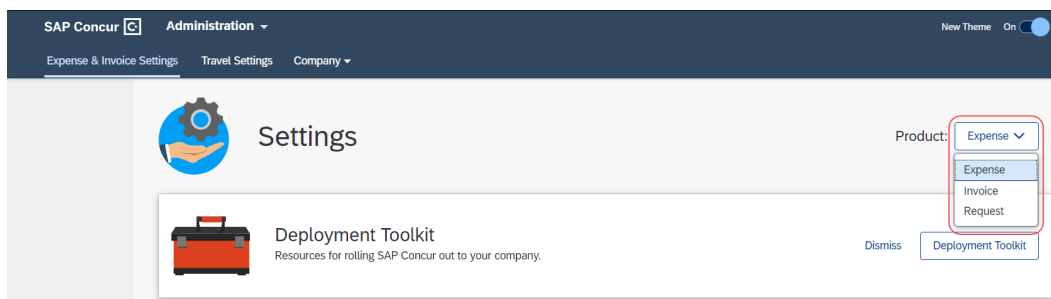 SAP Concur C Administration New Theme On
Expense & Invoice Settings Travel Settings Company
Settings Product: Expense
Expense
Invoice
Request
Deployment Toolkit
Resources for rolling SAP Concur out to your company.
Dismiss Deployment Toolkit